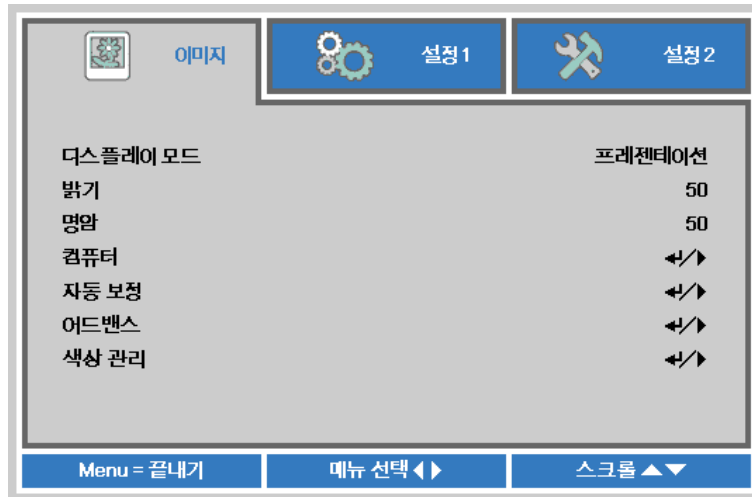 이미지 설정 1 설정 2
디스플레이 모드 프레젠테이션
밝기 50
명암 50
컴퓨터 ↵/▶
자동 보정 ↵/▶
어드밴스 ↵/▶
색상 관리 ↵/▶
Menu = 끝내기 메뉴 선택 ◀ ▶ 스크롤 ▲ ▼